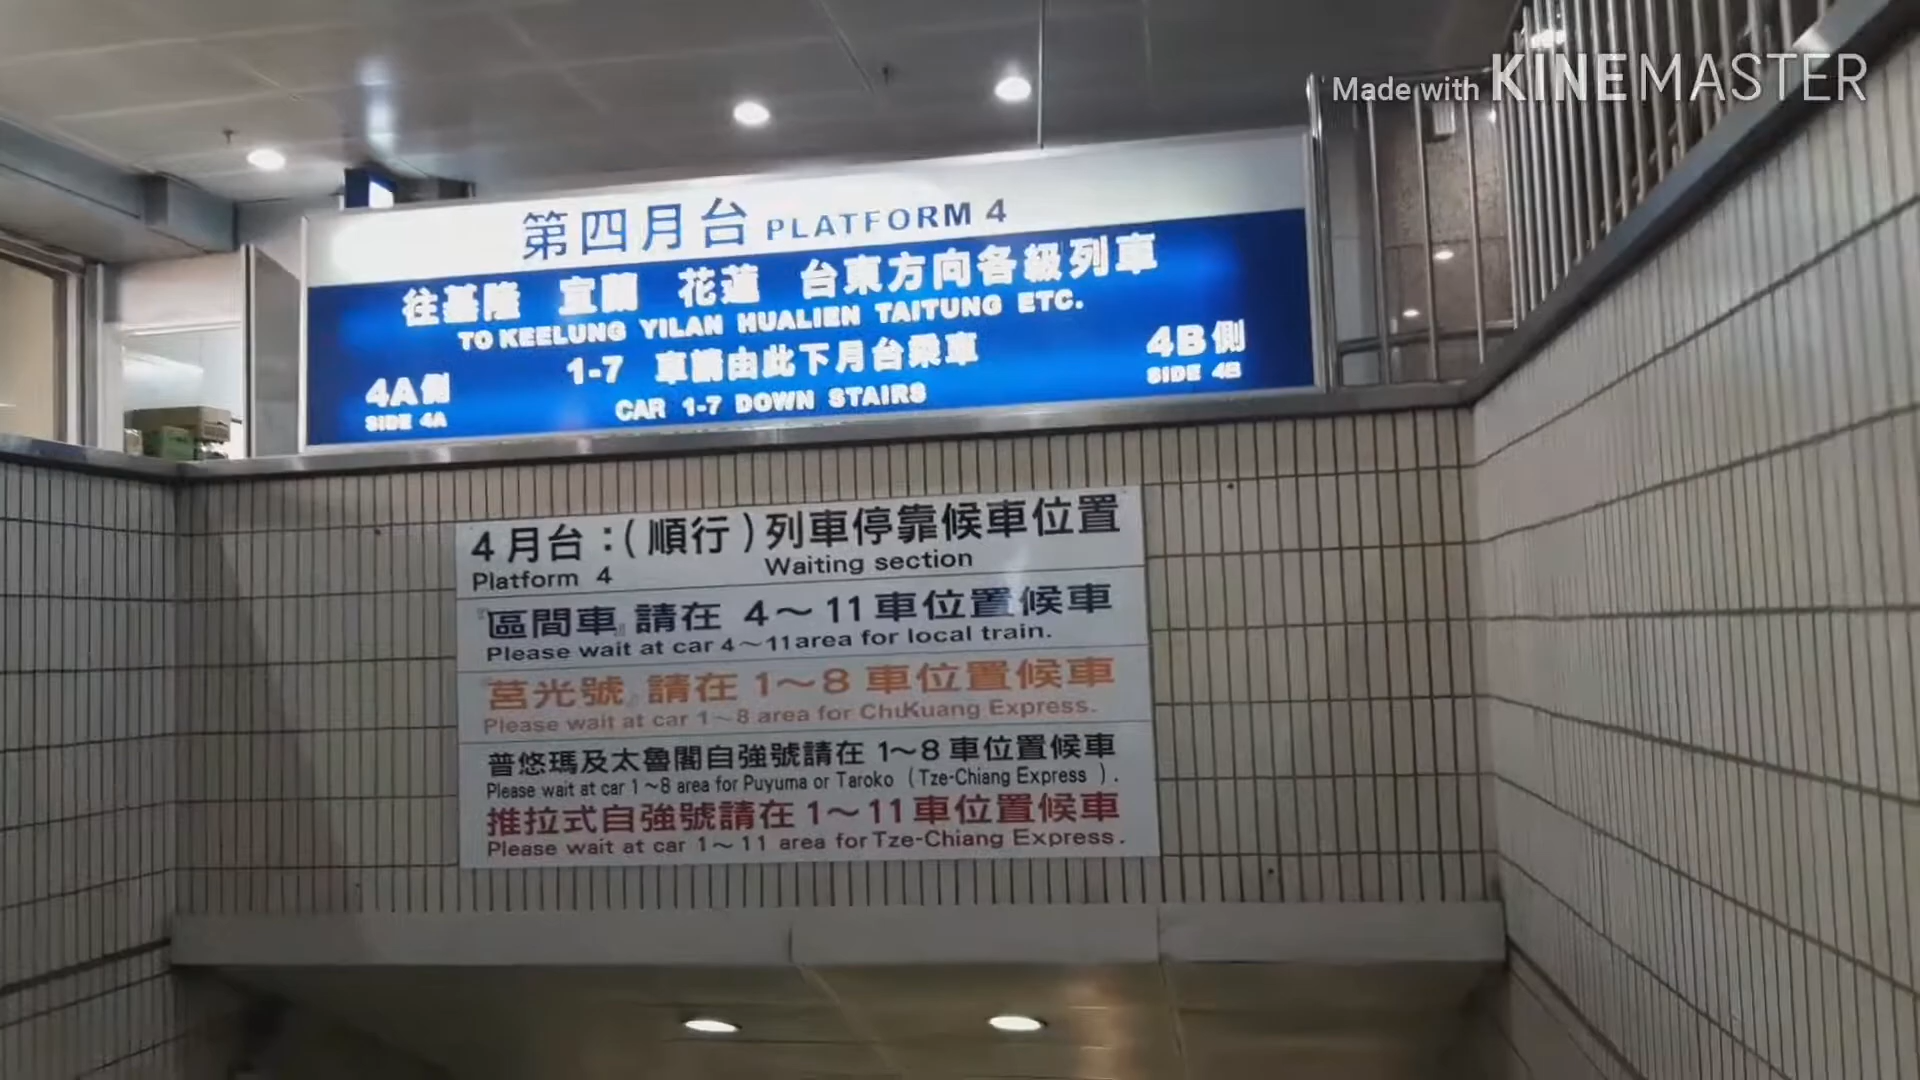 Made with KINEMASTER
第四月台 PLATFORM 4
往基隆 宜蘭 花蓮 台東方向各級列車
TO KEELUNG YILAN HUALIEN TAITUNG ETC.
1-7 車請由此下月台乘車
CAR 1-7 DOWN STAIRS
4A側
SIDE 4A
4B側
SIDE 4B
4月台：(順行)列車停靠候車位置
Platform 4 Waiting section
『區間車』請在 4～11車位置候車
Please wait at car 4～11area for local train.
『莒光號』請在 1～8 車位置候車
Please wait at car 1～8 area for ChuKuang Express.
普悠瑪及太魯閣自強號請在 1～8 車位置候車
Please wait at car 1～8 area for Puyuma or Taroko (Tze-Chiang Express ).
推拉式自強號請在 1～11車位置候車
Please wait at car 1～11 area for Tze-Chiang Express.